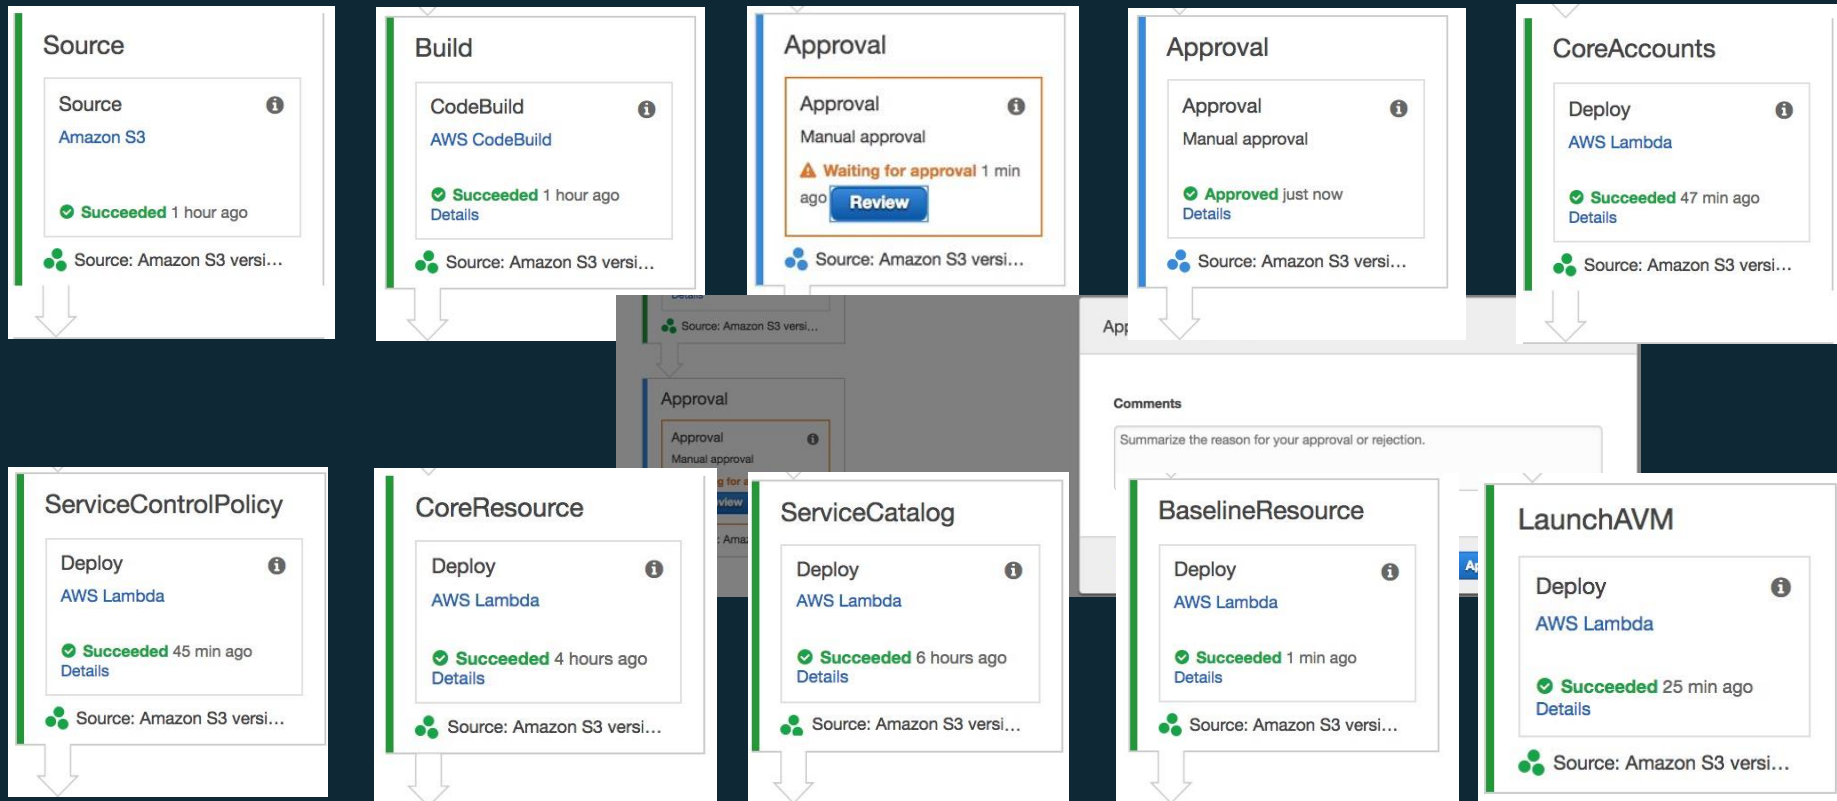 Source
Source
Amazon S3
Succeeded 1 hour ago
Source: Amazon S3 versi...
Build
CodeBuild
AWS CodeBuild
Succeeded 1 hour ago
Details
Source: Amazon S3 versi...
Approval
Approval
Manual approval
Waiting for approval 1 min
ago Review
Source: Amazon S3 versi...
Approval
Approval
Manual approval
Approved just now
Details
Source: Amazon S3 versi...
CoreAccounts
Deploy
AWS Lambda
Succeeded 47 min ago
Details
Source: Amazon S3 versi...
Details
Source: Amazon S3 versi...
Approval
Approval
Manual approval
Comments
Summarize the reason for your approval or rejection.
ServiceControlPolicy
Deploy
AWS Lambda
Succeeded 45 min ago
Details
Source: Amazon S3 versi...
CoreResource
Deploy
AWS Lambda
Succeeded 4 hours ago
Details
Source: Amazon S3 versi...
ServiceCatalog
Deploy
AWS Lambda
Succeeded 6 hours ago
Details
Source: Amazon S3 versi...
BaselineResource
Deploy
AWS Lambda
Succeeded 1 min ago
Details
Source: Amazon S3 versi...
LaunchAVM
Deploy
AWS Lambda
Succeeded 25 min ago
Details
Source: Amazon S3 versi...